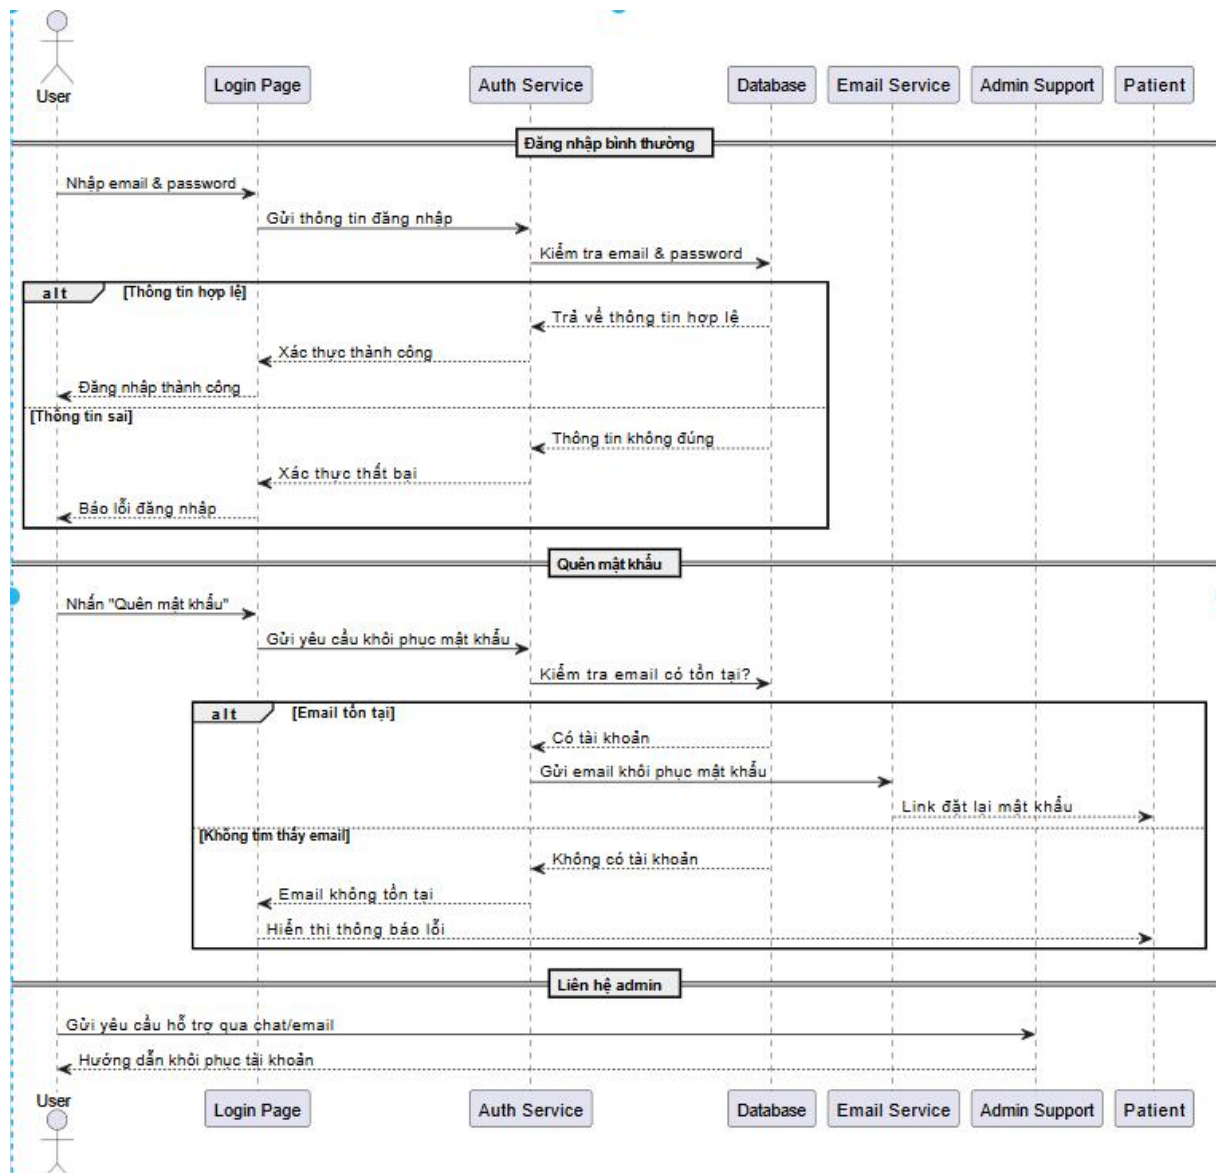 User
Login Page
Auth Service
Database
Email Service
Admin Support
Patient
Đăng nhập bình thường
Nhập email & password
Gửi thông tin đăng nhập
Kiểm tra email & password
alt
[Thông tin hợp lệ]
Trả về thông tin hợp lệ
Xác thực thành công
Đăng nhập thành công
[Thông tin sai]
Thông tin không đúng
Xác thực thất bại
Báo lỗi đăng nhập
Quên mật khẩu
Nhấn "Quên mật khẩu"
Gửi yêu cầu khôi phục mật khẩu
Kiểm tra email có tồn tại?
alt
[Email tồn tại]
Có tài khoản
Gửi email khôi phục mật khẩu
Link đặt lại mật khẩu
[Không tìm thấy email]
Không có tài khoản
Email không tồn tại
Hiển thị thông báo lỗi
Liên hệ admin
Gửi yêu cầu hỗ trợ qua chat/email
Hướng dẫn khôi phục tài khoản
User
Login Page
Auth Service
Database
Email Service
Admin Support
Patient